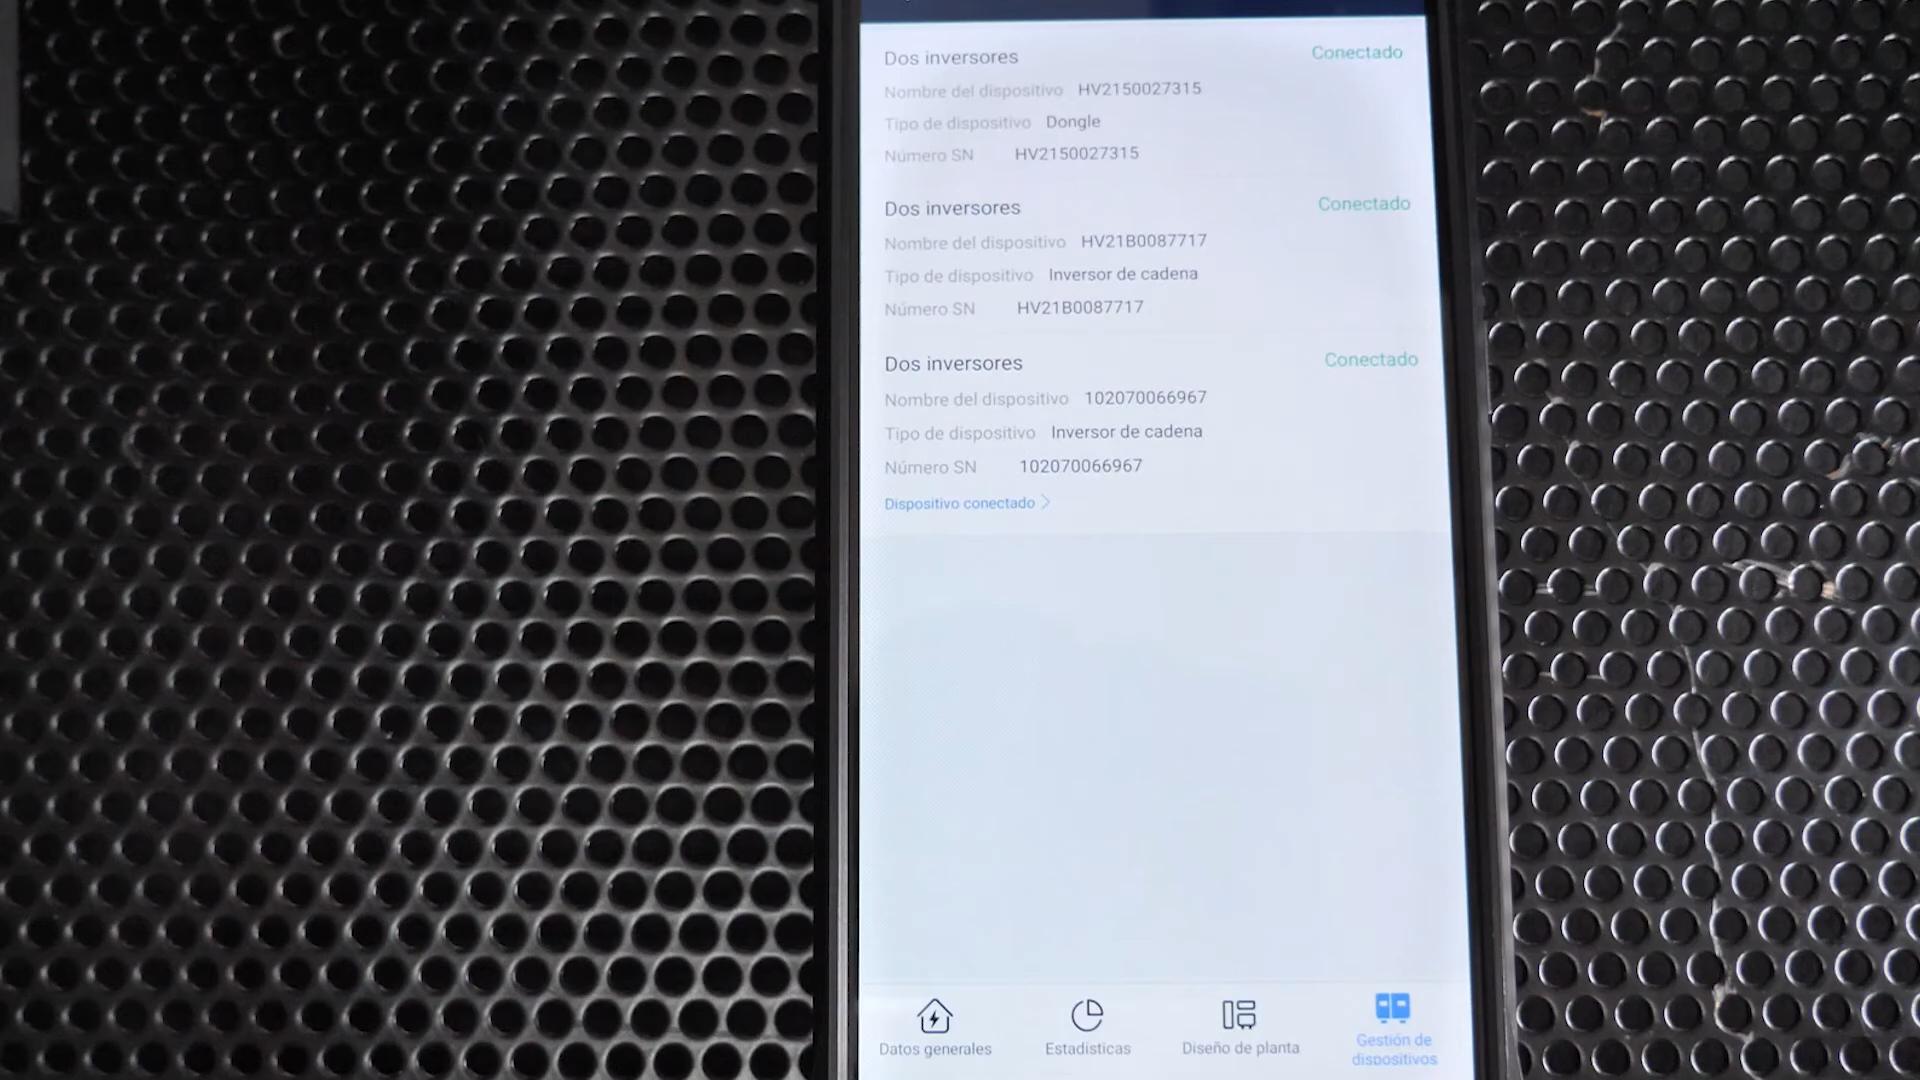 Dos inversores Conectado
Nombre del dispositivo HV2150027315
Tipo de dispositivo Dongle
Número SN HV2150027315
Dos inversores Conectado
Nombre del dispositivo HV21B0087717
Tipo de dispositivo Inversor de cadena
Número SN HV21B0087717
Dos inversores Conectado
Nombre del dispositivo 102070066967
Tipo de dispositivo Inversor de cadena
Número SN 102070066967
Dispositivo conectado >
Datos generales
Estadísticas
Diseño de planta
Gestión de
dispositivos